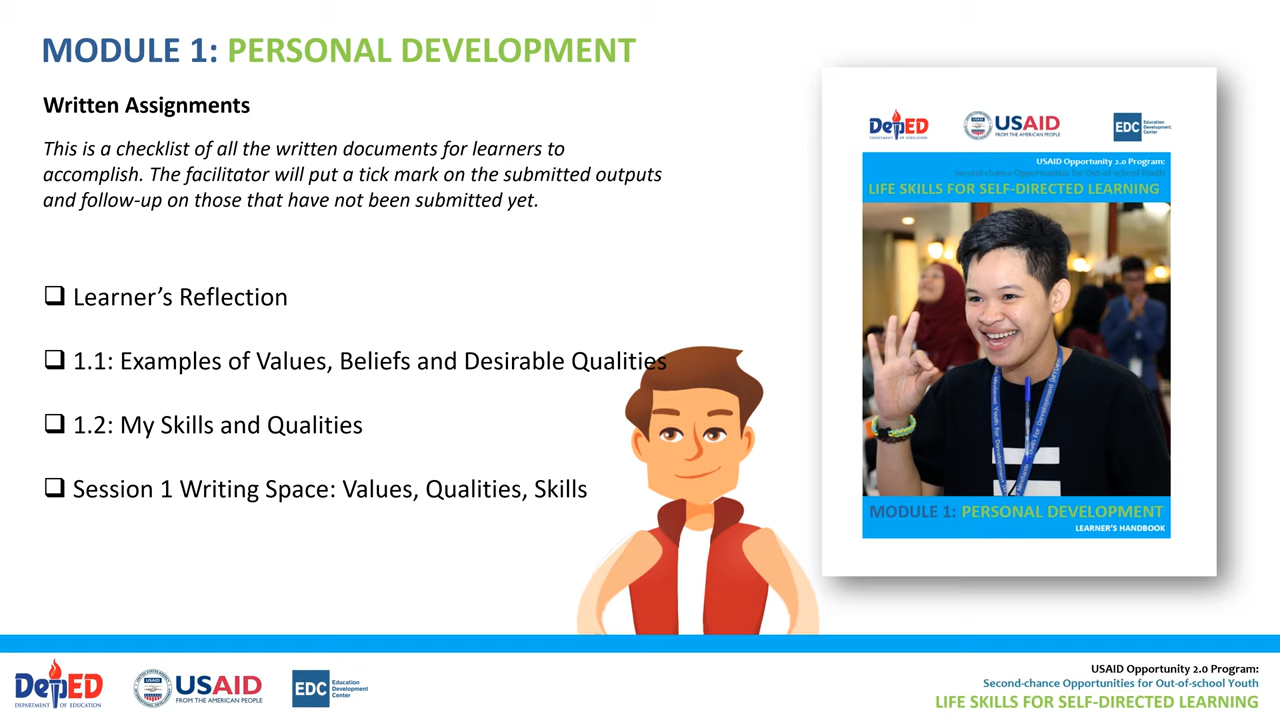 MODULE 1: PERSONAL DEVELOPMENT
Written Assignments
This is a checklist of all the written documents for learners to
accomplish. The facilitator will put a tick mark on the submitted outputs
and follow-up on those that have not been submitted yet.
Learner’s Reflection
1.1: Examples of Values, Beliefs and Desirable Qualities
1.2: My Skills and Qualities
Session 1 Writing Space: Values, Qualities, Skills
DepED
DEPARTMENT OF EDUCATION
USAID
FROM THE AMERICAN PEOPLE
EDC
Education
Development
Center
USAID Opportunity 2.0 Program:
Second-chance Opportunities for Out-of-school Youth
LIFE SKILLS FOR SELF-DIRECTED LEARNING
MODULE 1: PERSONAL DEVELOPMENT
LEARNER’S HANDBOOK
DepED
DEPARTMENT OF EDUCATION
USAID
FROM THE AMERICAN PEOPLE
EDC
Education
Development
Center
USAID Opportunity 2.0 Program:
Second-chance Opportunities for Out-of-school Youth
LIFE SKILLS FOR SELF-DIRECTED LEARNING